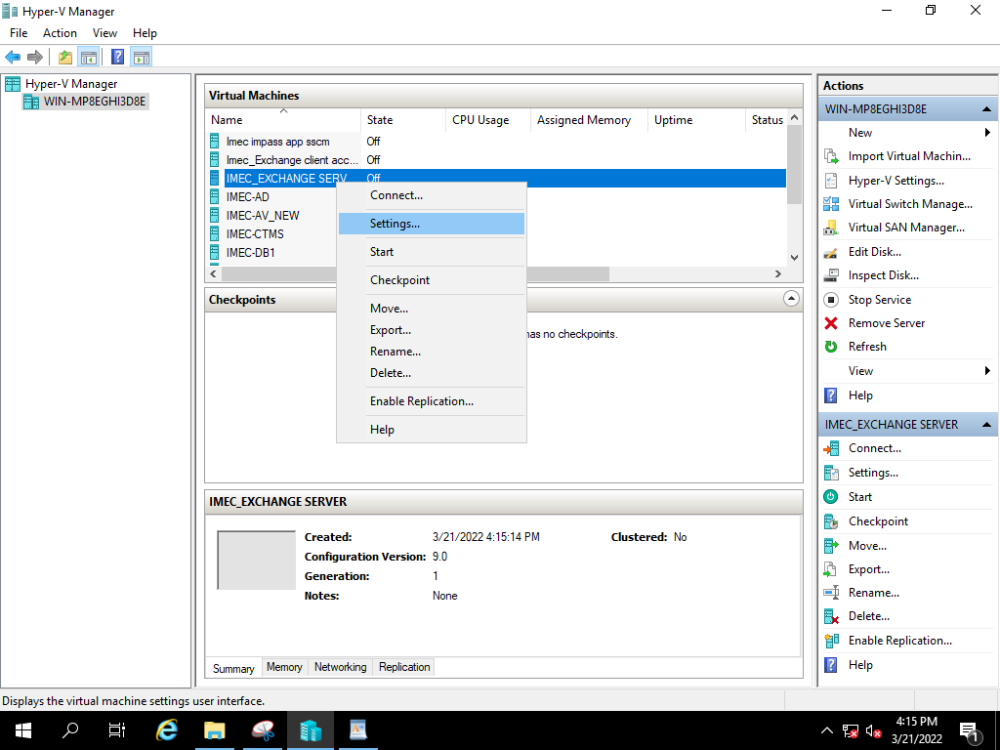 Hyper-V Manager
File Action View Help
Hyper-V Manager
WIN-MP8EGHI3D8E
Virtual Machines
Name State CPU Usage Assigned Memory Uptime Status
Imec impass app sscm Off
Imec_Exchange client acc... Off
IMEC_EXCHANGE SERV Off
IMEC-AD
IMEC-AV_NEW
IMEC-CTMS
IMEC-DB1
Connect...
Settings...
Start
Checkpoint
Move...
Export...
Rename...
Delete...
Enable Replication...
Help
Checkpoints
has no checkpoints.
IMEC_EXCHANGE SERVER
Created: 3/21/2022 4:15:14 PM Clustered: No
Configuration Version: 9.0
Generation: 1
Notes: None
Summary Memory Networking Replication
Actions
WIN-MP8EGHI3D8E
New
Import Virtual Machin...
Hyper-V Settings...
Virtual Switch Manage...
Virtual SAN Manager...
Edit Disk...
Inspect Disk...
Stop Service
Remove Server
Refresh
View
Help
IMEC_EXCHANGE SERVER
Connect...
Settings...
Start
Checkpoint
Move...
Export...
Rename...
Delete...
Enable Replication...
Help
Displays the virtual machine settings user interface.
4:15 PM
3/21/2022
1